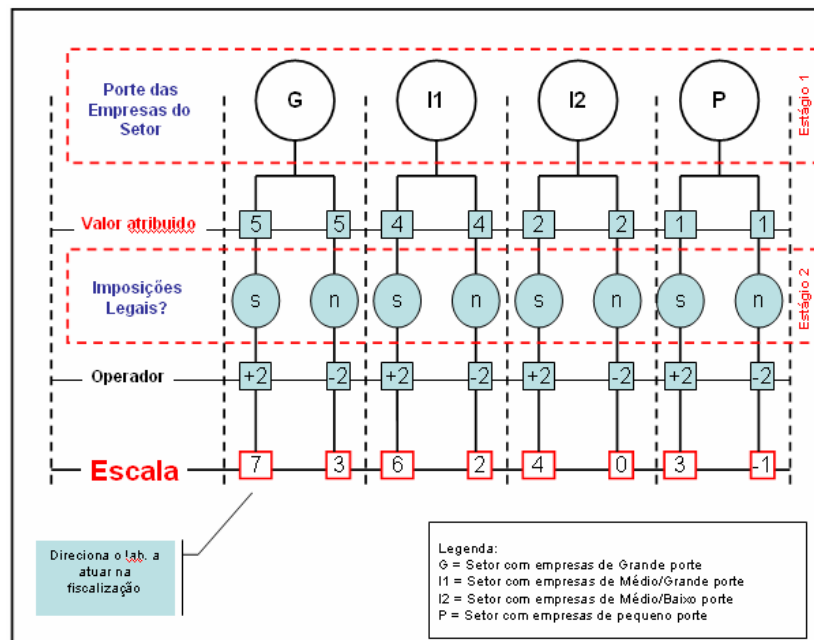 Porte das
Empresas do
Setor
G
I1
I2
P
Estágio 1
Valor atribuido
5
5
4
4
2
2
1
1
Imposições
Legais?
s
n
s
n
s
n
s
n
Estágio 2
Operador
+2
-2
+2
-2
+2
-2
+2
-2
Escala
7
3
6
2
4
0
3
-1
Direciona o lab. a
atuar na
fiscalização
Legenda:
G = Setor com empresas de Grande porte
I1 = Setor com empresas de Médio/Grande porte
I2 = Setor com empresas de Médio/Baixo porte
P = Setor com empresas de pequeno porte